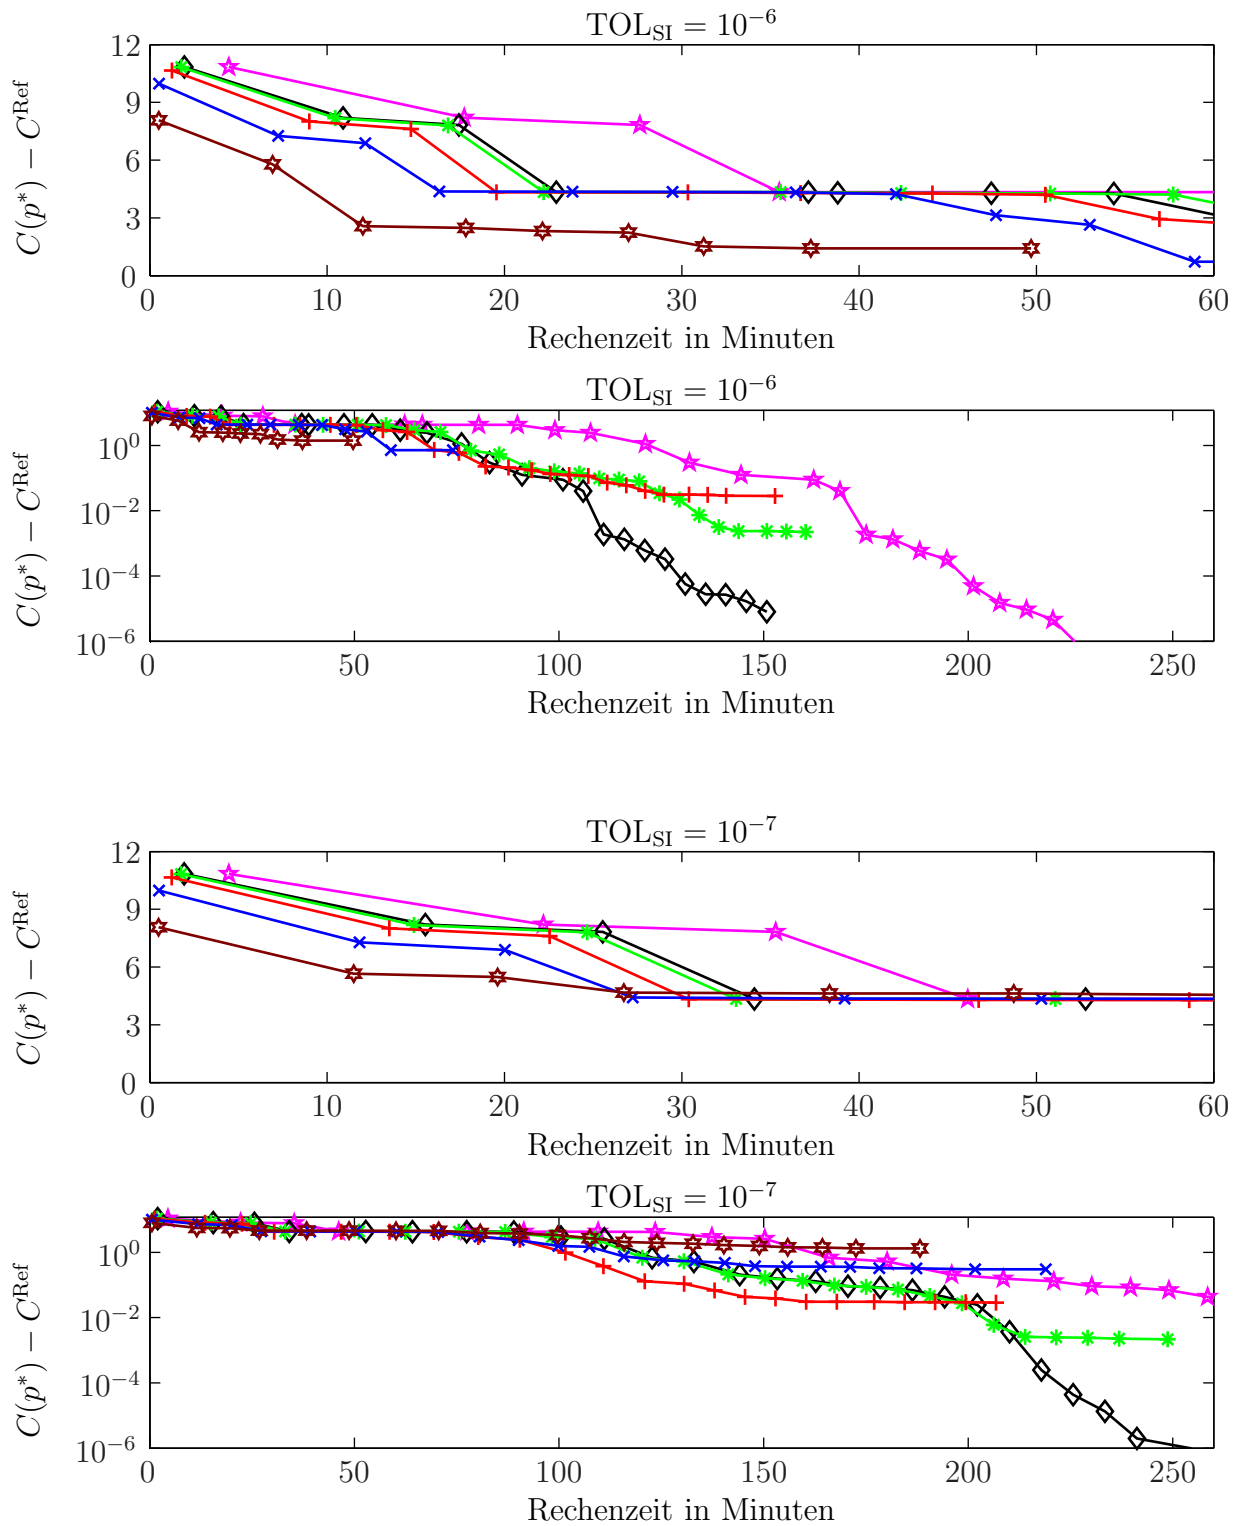 TOL_SI = 10^−6
12
9
6
3
0
C(p*) − C^Ref
0 10 20 30 40 50 60
Rechenzeit in Minuten
TOL_SI = 10^−6
10^0
10^−2
10^−4
10^−6
C(p*) − C^Ref
0 50 100 150 200 250
Rechenzeit in Minuten
TOL_SI = 10^−7
12
9
6
3
0
C(p*) − C^Ref
0 10 20 30 40 50 60
Rechenzeit in Minuten
TOL_SI = 10^−7
10^0
10^−2
10^−4
10^−6
C(p*) − C^Ref
0 50 100 150 200 250
Rechenzeit in Minuten